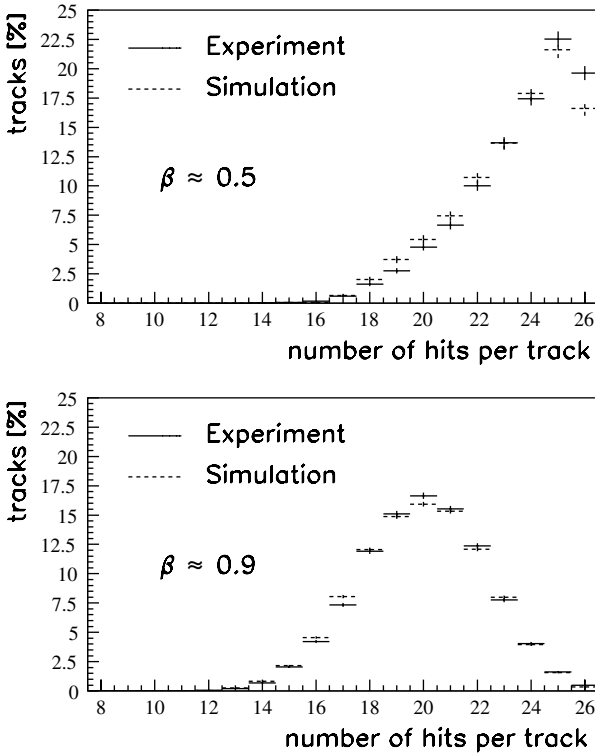 tracks [%]
25
22.5
20
17.5
15
12.5
10
7.5
5
2.5
0
Experiment
Simulation
β ≈ 0.5
8 10 12 14 16 18 20 22 24 26
number of hits per track
tracks [%]
25
22.5
20
17.5
15
12.5
10
7.5
5
2.5
0
Experiment
Simulation
β ≈ 0.9
8 10 12 14 16 18 20 22 24 26
number of hits per track